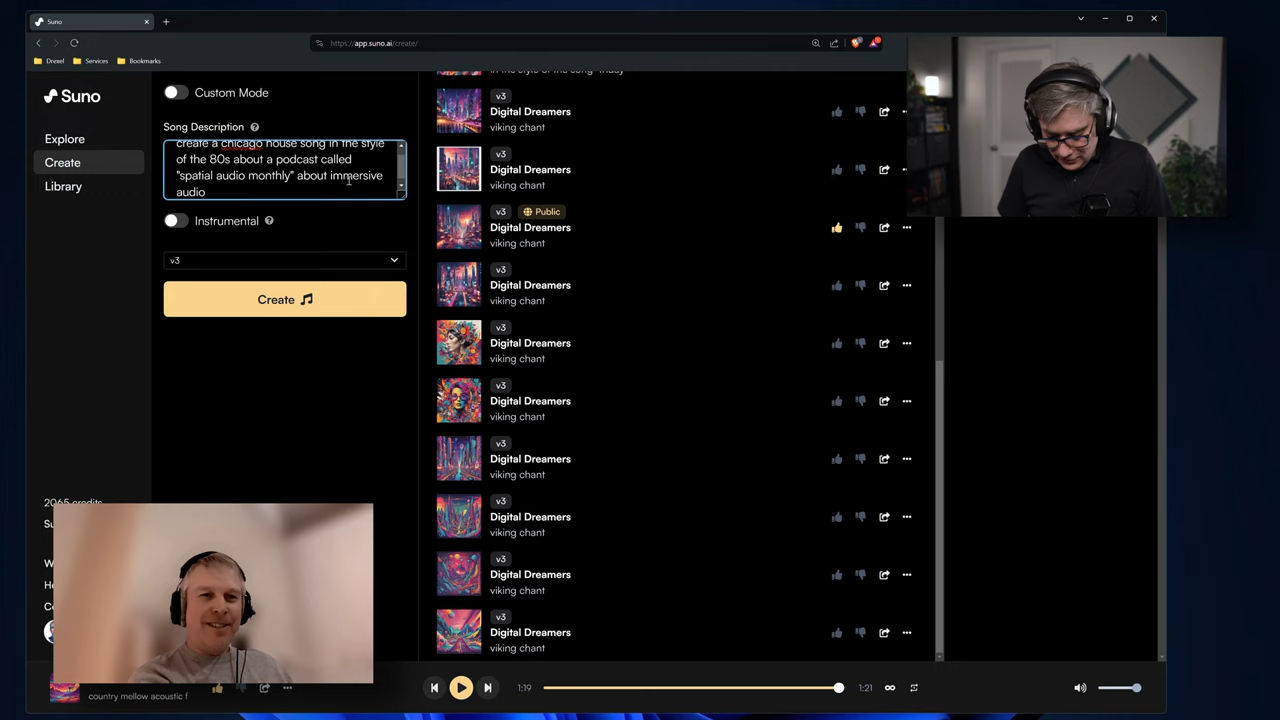 Suno
https://app.suno.ai/create/
Drexel
Services
Bookmarks
Suno
Explore
Create
Library
2065 credits
Custom Mode
Song Description
create a chicago house song in the style
of the 80s about a podcast called
"spatial audio monthly" about immersive
audio
Instrumental
v3
Create
v3
Digital Dreamers
viking chant
v3
Digital Dreamers
viking chant
v3 Public
Digital Dreamers
viking chant
v3
Digital Dreamers
viking chant
v3
Digital Dreamers
viking chant
v3
Digital Dreamers
viking chant
v3
Digital Dreamers
viking chant
v3
Digital Dreamers
viking chant
v3
Digital Dreamers
viking chant
v3
Digital Dreamers
viking chant
country mellow acoustic f
1:19
1:21